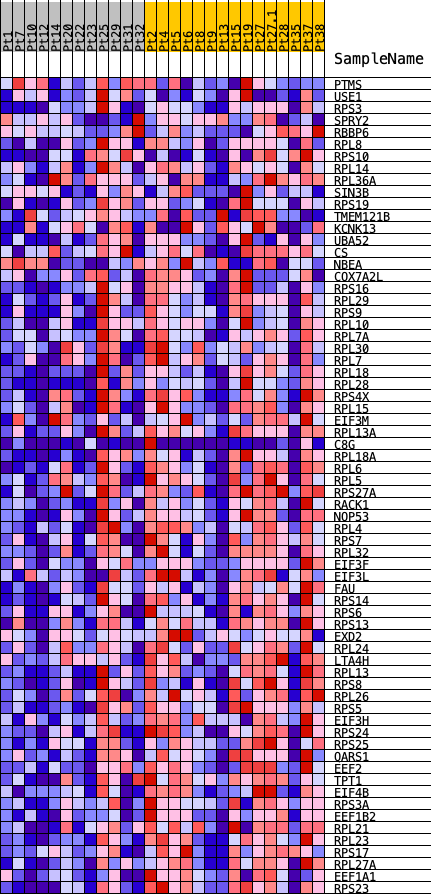 Pt1 Pt7 Pt10 Pt12 Pt14 Pt20 Pt22 Pt23 Pt25 Pt29 Pt31 Pt32 Pt2 Pt4 Pt5 Pt6 Pt8 Pt9 Pt13 Pt15 Pt19 Pt27 Pt27.1 Pt28 Pt35 Pt37 Pt38
SampleName
PTMS
USE1
RPS3
SPRY2
RBBP6
RPL8
RPS10
RPL14
RPL36A
SIN3B
RPS19
TMEM121B
KCNK13
UBA52
CS
NBEA
COX7A2L
RPS16
RPL29
RPS9
RPL10
RPL7A
RPL30
RPL7
RPL18
RPL28
RPS4X
RPL15
EIF3M
RPL13A
C8G
RPL18A
RPL6
RPL5
RPS27A
RACK1
NOP53
RPL4
RPS7
RPL32
EIF3F
EIF3L
FAU
RPS14
RPS6
RPS13
EXD2
RPL24
LTA4H
RPL13
RPS8
RPL26
RPS5
EIF3H
RPS24
RPS25
OARS1
EEF2
TPT1
EIF4B
RPS3A
EEF1B2
RPL21
RPL23
RPS17
RPL27A
EEF1A1
RPS23